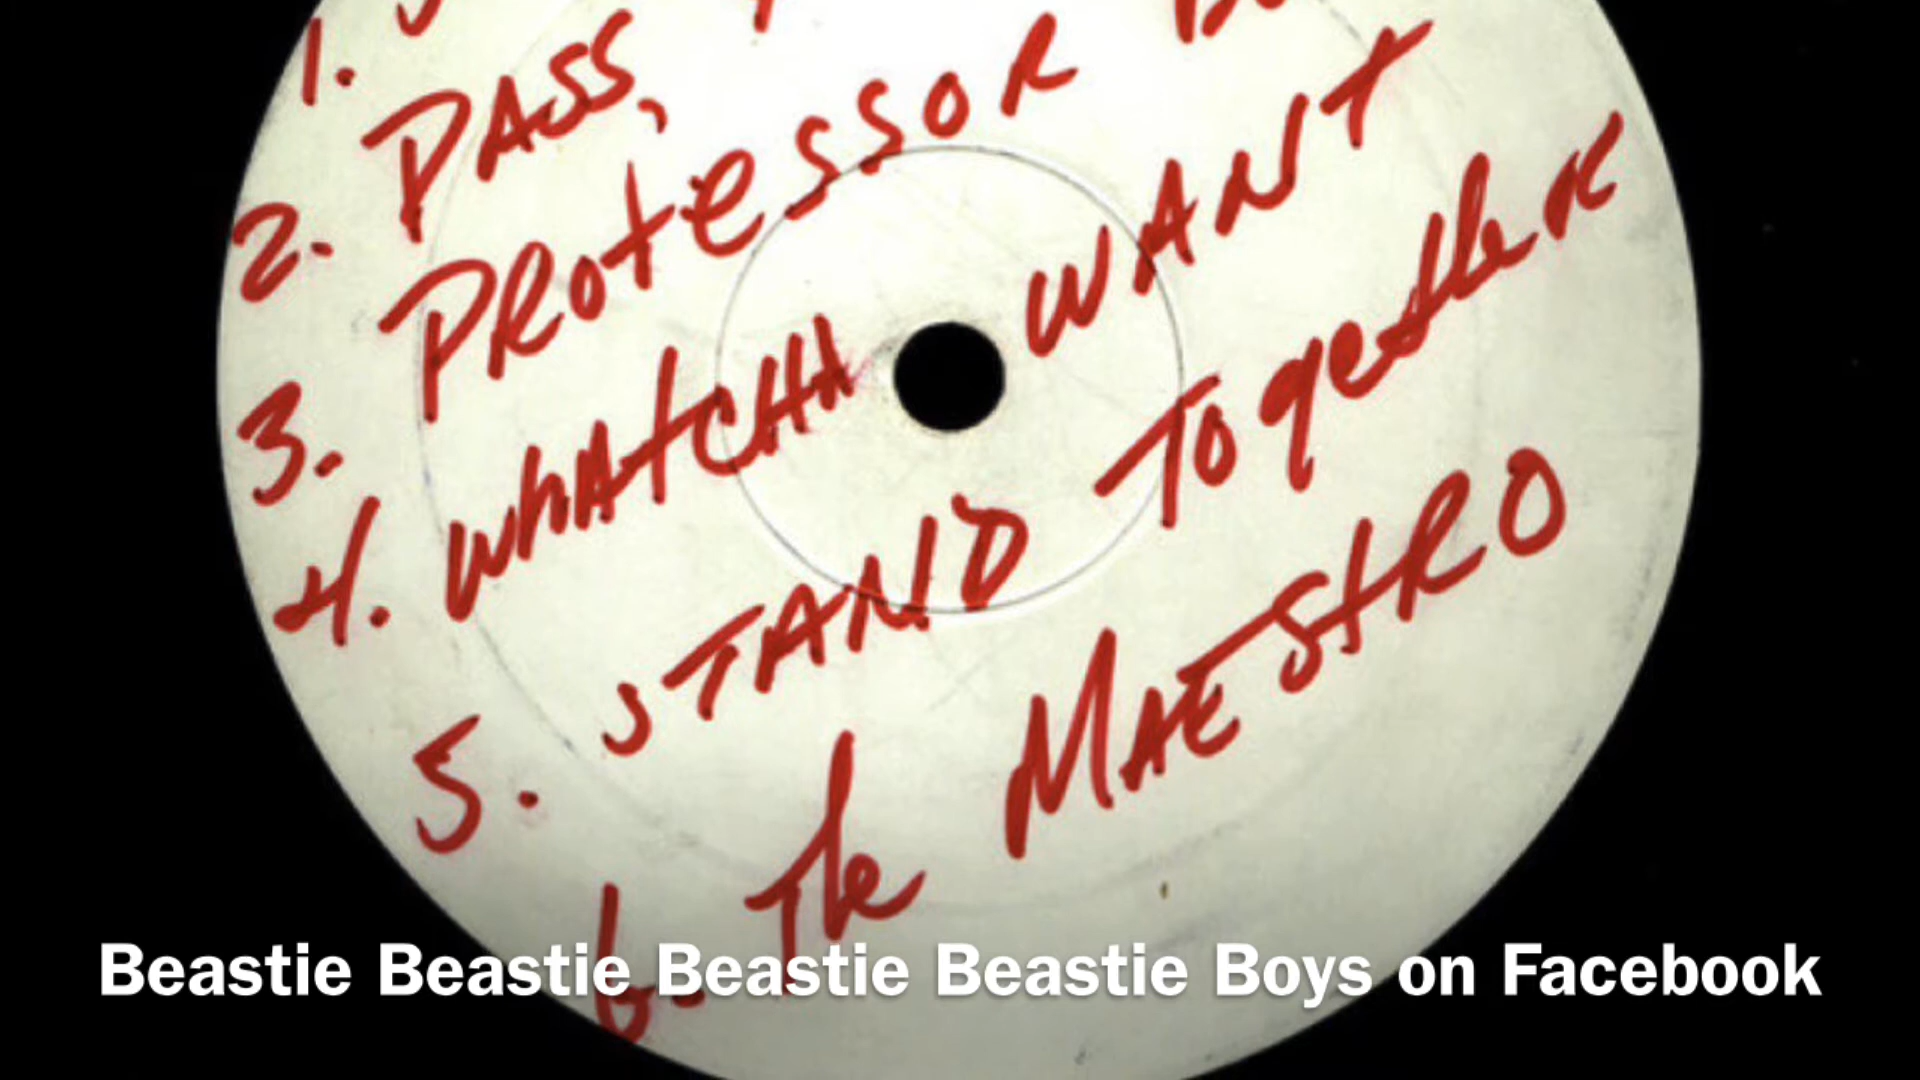 1.
2. PASS,
3. PROfESSOR
4. WhATCHA WANT
5. STAND TogetheR
6. The MAESTRO
Beastie Beastie Beastie Beastie Boys on Facebook